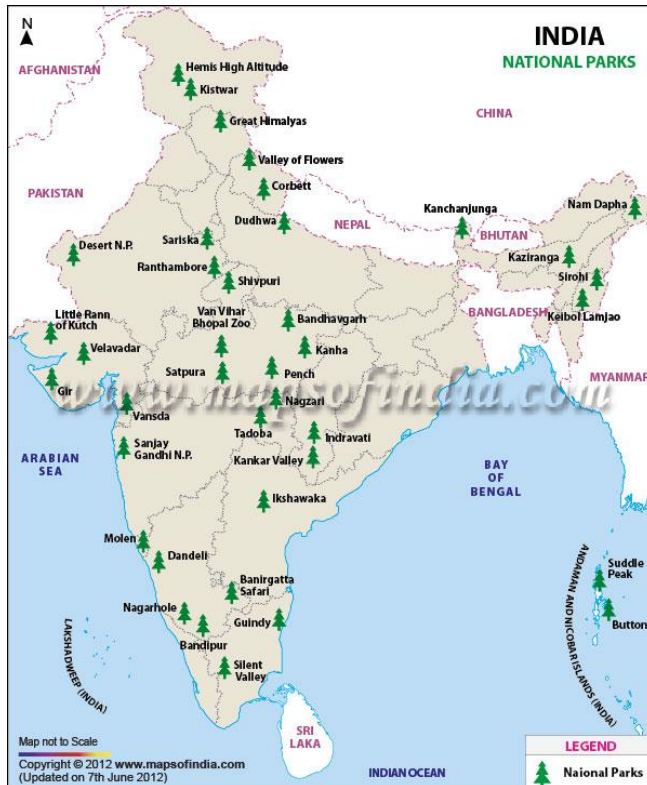 N
INDIA
NATIONAL PARKS
AFGHANISTAN
Hemis High Altitude
Kistwar
CHINA
Great Himalyas
Valley of Flowers
PAKISTAN
Corbett
Dudhwa
NEPAL
Kanchanjunga
Nam Dapha
BHUTAN
Desert N.P.
Sariska
Kaziranga
Ranthambore
Sirohi
Shivpuri
Little Rann
of Kutch
Van Vihar
Bhopal Zoo
Bandhavgarh
BANGLADESH
Keibol Lamjao
Velavadar
Kanha
Satpura
Pench
MYANMAR
Gir
www.mapsofindia.com
Vansda
Nagzari
Tadoba
Indravati
Sanjay
Gandhi N.P.
Kankar Valley
ARABIAN
SEA
BAY
OF
BENGAL
Ikshawaka
Molen
Dandeli
Suddle
Peak
Banirgatta
Safari
Nagarhole
Guindy
Button
Bandipur
ANDAMAN AND NICOBAR ISLANDS (INDIA)
LAKSHADWEEP (INDIA)
Silent
Valley
SRI
LAKA
Map not to Scale
Copyright © 2012 www.mapsofindia.com
(Updated on 7th June 2012)
INDIAN OCEAN
LEGEND
Naional Parks